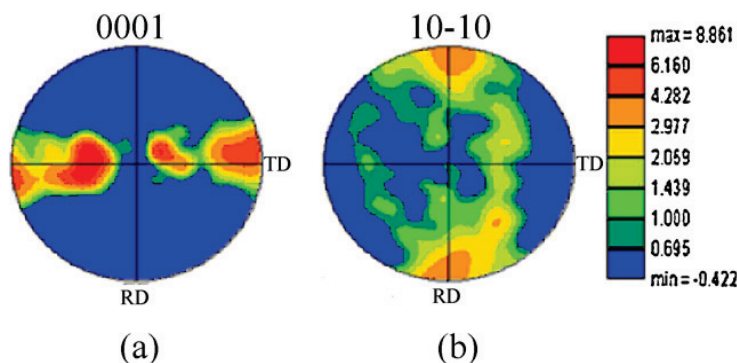 0001
10-10
TD
TD
RD
RD
max = 8.861
6.160
4.282
2.977
2.059
1.439
1.000
0.695
min = -0.422
(a)
(b)